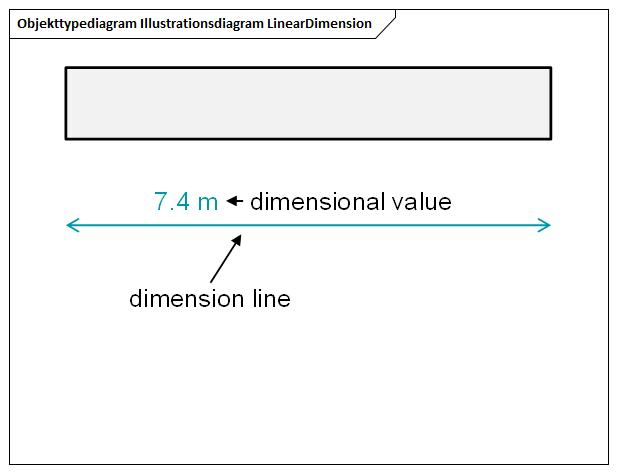 Objekttypediagram Illustrationsdiagram LinearDimension
7.4 m dimensional value
dimension line